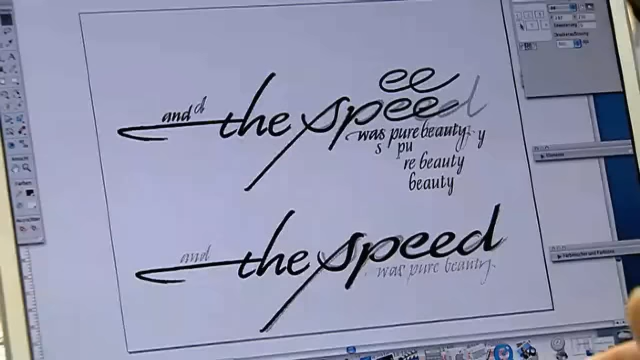 ee
and d the speed
was pure beauty y
s pu
re beauty
beauty
and the speed
was pure beauty